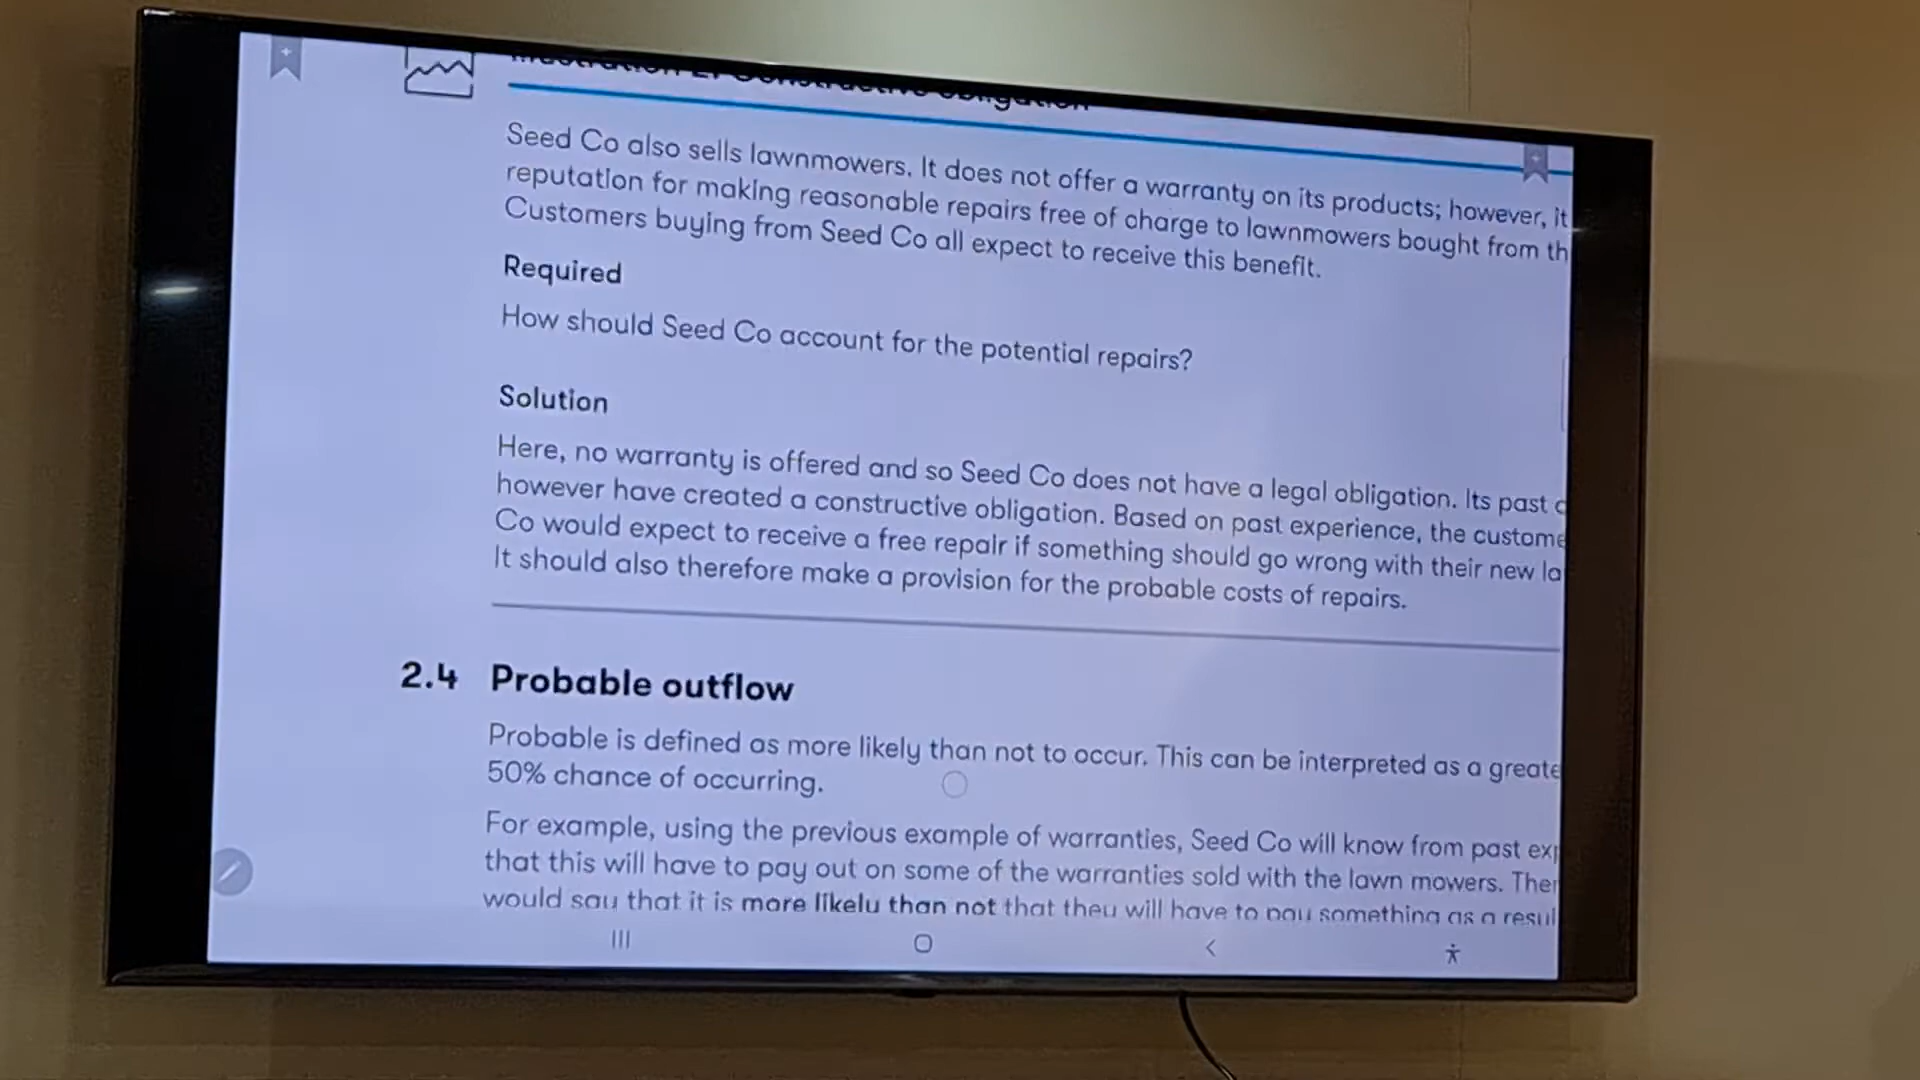 Constructive obligation
Seed Co also sells lawnmowers. It does not offer a warranty on its products; however, it
reputation for making reasonable repairs free of charge to lawnmowers bought from th
Customers buying from Seed Co all expect to receive this benefit.
Required
How should Seed Co account for the potential repairs?
Solution
Here, no warranty is offered and so Seed Co does not have a legal obligation. Its past
however have created a constructive obligation. Based on past experience, the custome
Co would expect to receive a free repair if something should go wrong with their new la
It should also therefore make a provision for the probable costs of repairs.
2.4 Probable outflow
Probable is defined as more likely than not to occur. This can be interpreted as a greate
50% chance of occurring.
For example, using the previous example of warranties, Seed Co will know from past exp
that this will have to pay out on some of the warranties sold with the lawn mowers. Ther
would say that it is more likely than not that they will have to pay something as a resul